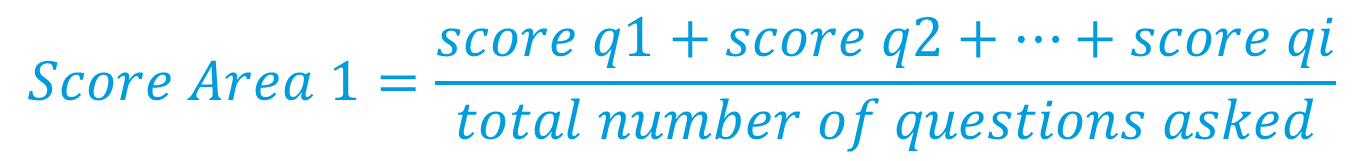 score q1 + score q2 + ⋯ + score qi
Score Area 1 =
total number of questions asked